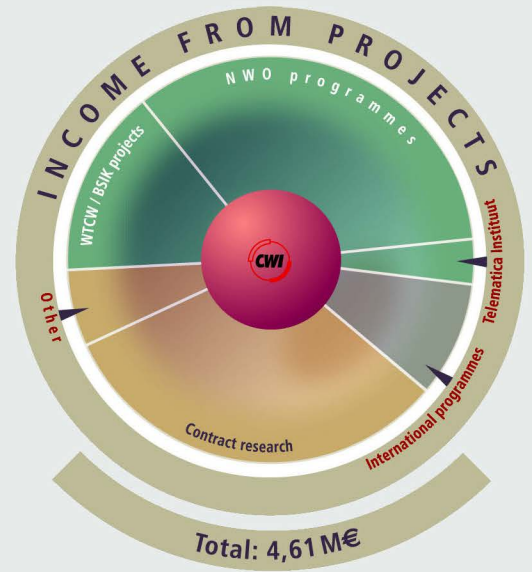 INCOME FROM PROJECTS
NWO programmes
WTCW / BSIK projects
Telematica Instituut
CWI
Other
International programmes
Contract research
Total: 4,61 M€